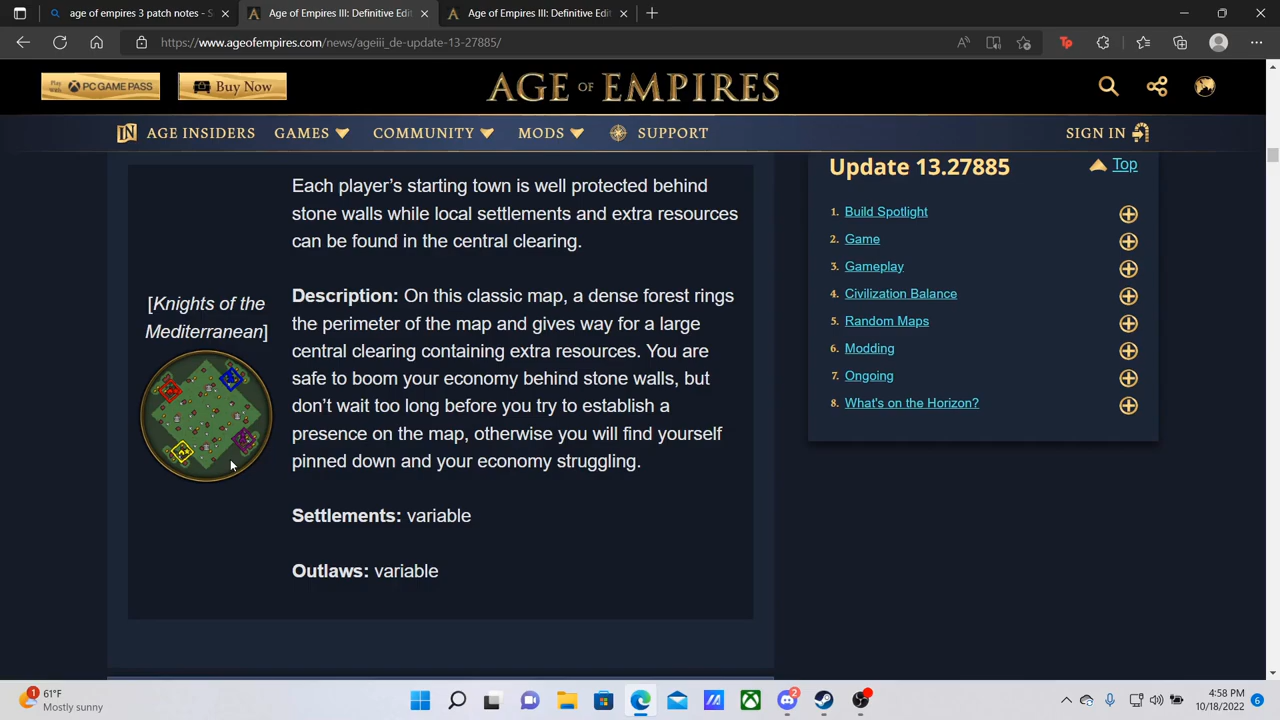 age of empires 3 patch notes - S
Age of Empires III: Definitive Edit
Age of Empires III: Definitive Edit
https://www.ageofempires.com/news/ageiii_de-update-13-27885/
Play with XBOX PC GAME PASS
Buy Now
AGE OF EMPIRES
AGE INSIDERS
GAMES
COMMUNITY
MODS
SUPPORT
SIGN IN
Each player’s starting town is well protected behind
stone walls while local settlements and extra resources
can be found in the central clearing.
[Knights of the
Mediterranean]
Description: On this classic map, a dense forest rings
the perimeter of the map and gives way for a large
central clearing containing extra resources. You are
safe to boom your economy behind stone walls, but
don’t wait too long before you try to establish a
presence on the map, otherwise you will find yourself
pinned down and your economy struggling.
Settlements: variable
Outlaws: variable
Update 13.27885
Top
1. Build Spotlight
2. Game
3. Gameplay
4. Civilization Balance
5. Random Maps
6. Modding
7. Ongoing
8. What's on the Horizon?
1
61°F
Mostly sunny
2
4:58 PM
10/18/2022
6